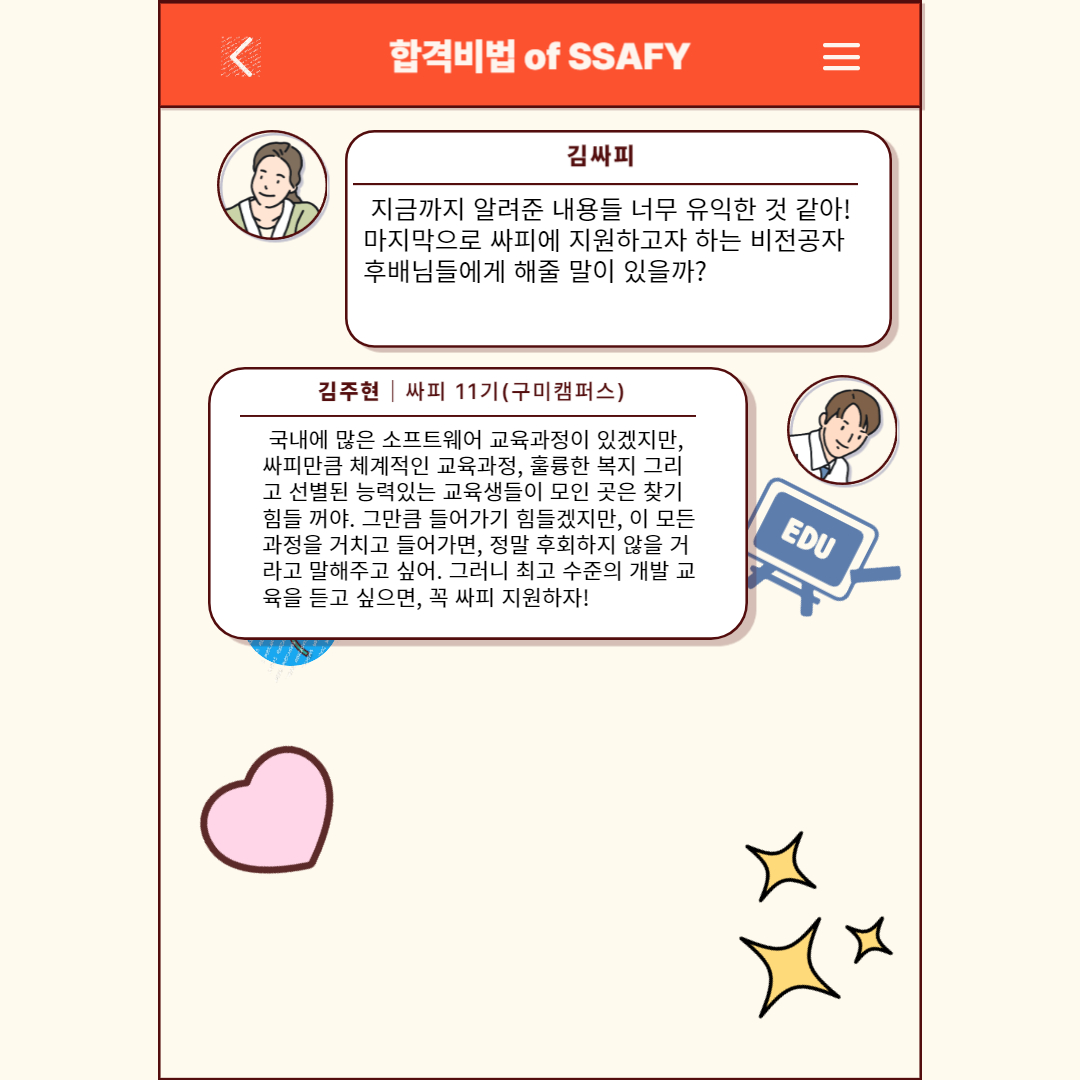 합격비법 of SSAFY
김싸피
지금까지 알려준 내용들 너무 유익한 것 같아!
마지막으로 싸피에 지원하고자 하는 비전공자
후배님들에게 해줄 말이 있을까?
김주현 | 싸피 11기(구미캠퍼스)
국내에 많은 소프트웨어 교육과정이 있겠지만,
싸피만큼 체계적인 교육과정, 훌륭한 복지 그리
고 선별된 능력있는 교육생들이 모인 곳은 찾기
힘들 꺼야. 그만큼 들어가기 힘들겠지만, 이 모든
과정을 거치고 들어가면, 정말 후회하지 않을 거
라고 말해주고 싶어. 그러니 최고 수준의 개발 교
육을 듣고 싶으면, 꼭 싸피 지원하자!
EDU